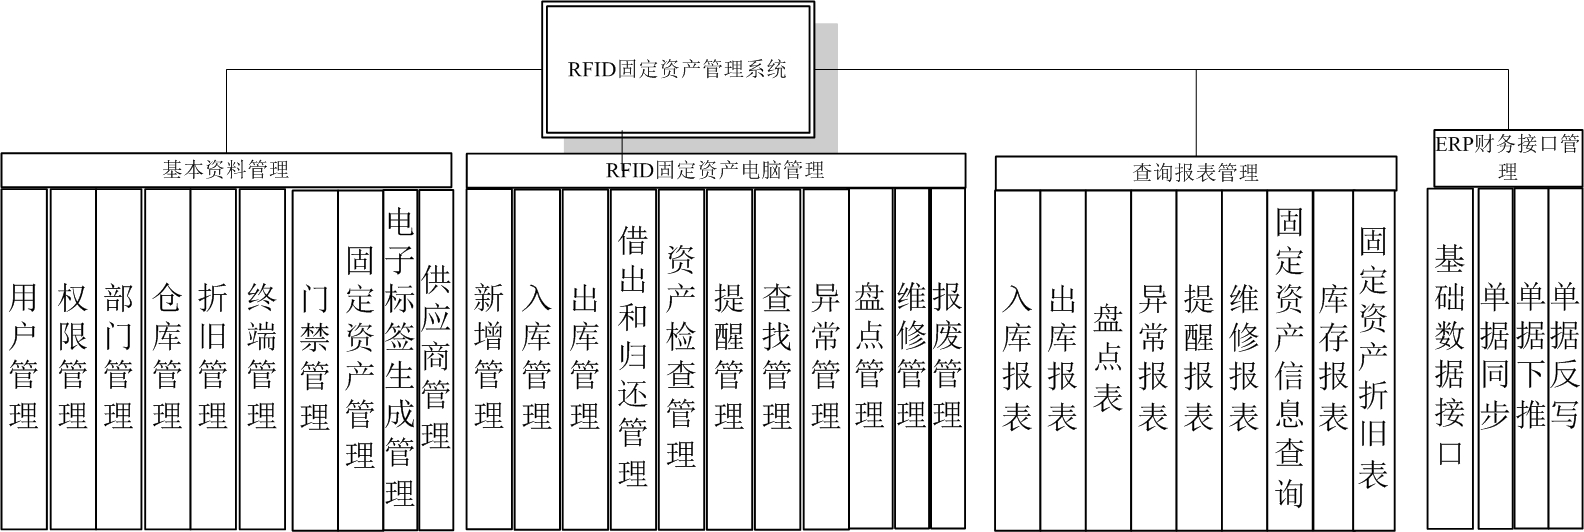 RFID固定资产管理系统
基本资料管理
RFID固定资产电脑管理
查询报表管理
ERP财务接口管
理
用户管理
权限管理
部门管理
仓库管理
折旧管理
终端管理
门禁管理
固定资产管理
电子标签生成管理
供应商管理
新增管理
入库管理
出库管理
借出和归还管理
资产检查管理
提醒管理
查找管理
异常管理
盘点管理
维修管理
报废管理
入库报表
出库报表
盘点表
异常报表
提醒报表
维修报表
固定资产信息查询
库存报表
固定资产折旧表
基础数据接口
单据同步
单据下推
单据反写